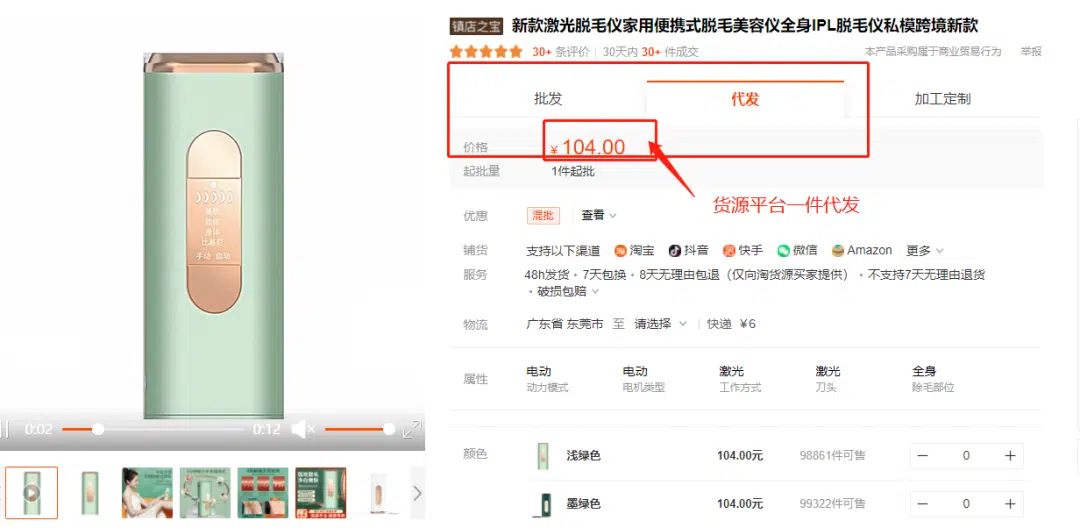 镇店之宝 新款激光脱毛仪家用便携式脱毛美容仪全身IPL脱毛仪私模跨境新款
30+ 条评价 30天内 30+ 件成交 本产品采购属于商业贸易行为 举报
批发 代发 加工定制
价格 ¥ 104.00
起批量 1件起批
货源平台一件代发
优惠 混批 查看
铺货 支持以下渠道 淘宝 抖音 快手 微信 Amazon 更多
服务 48h发货 · 7天包换 · 8天无理由包退（仅向淘货源买家提供） · 不支持7天无理由退货
· 破损包赔
物流 广东省 东莞市 至 请选择 快递 ¥6
属性
电动 电动 激光 激光 全身
动力模式 电机类型 工作方式 刀头 除毛部位
颜色 浅绿色 104.00元 98861件可售 0
墨绿色 104.00元 99322件可售 0
美肌
脸部
身体
比基尼
手动 自动
0:02 0:12